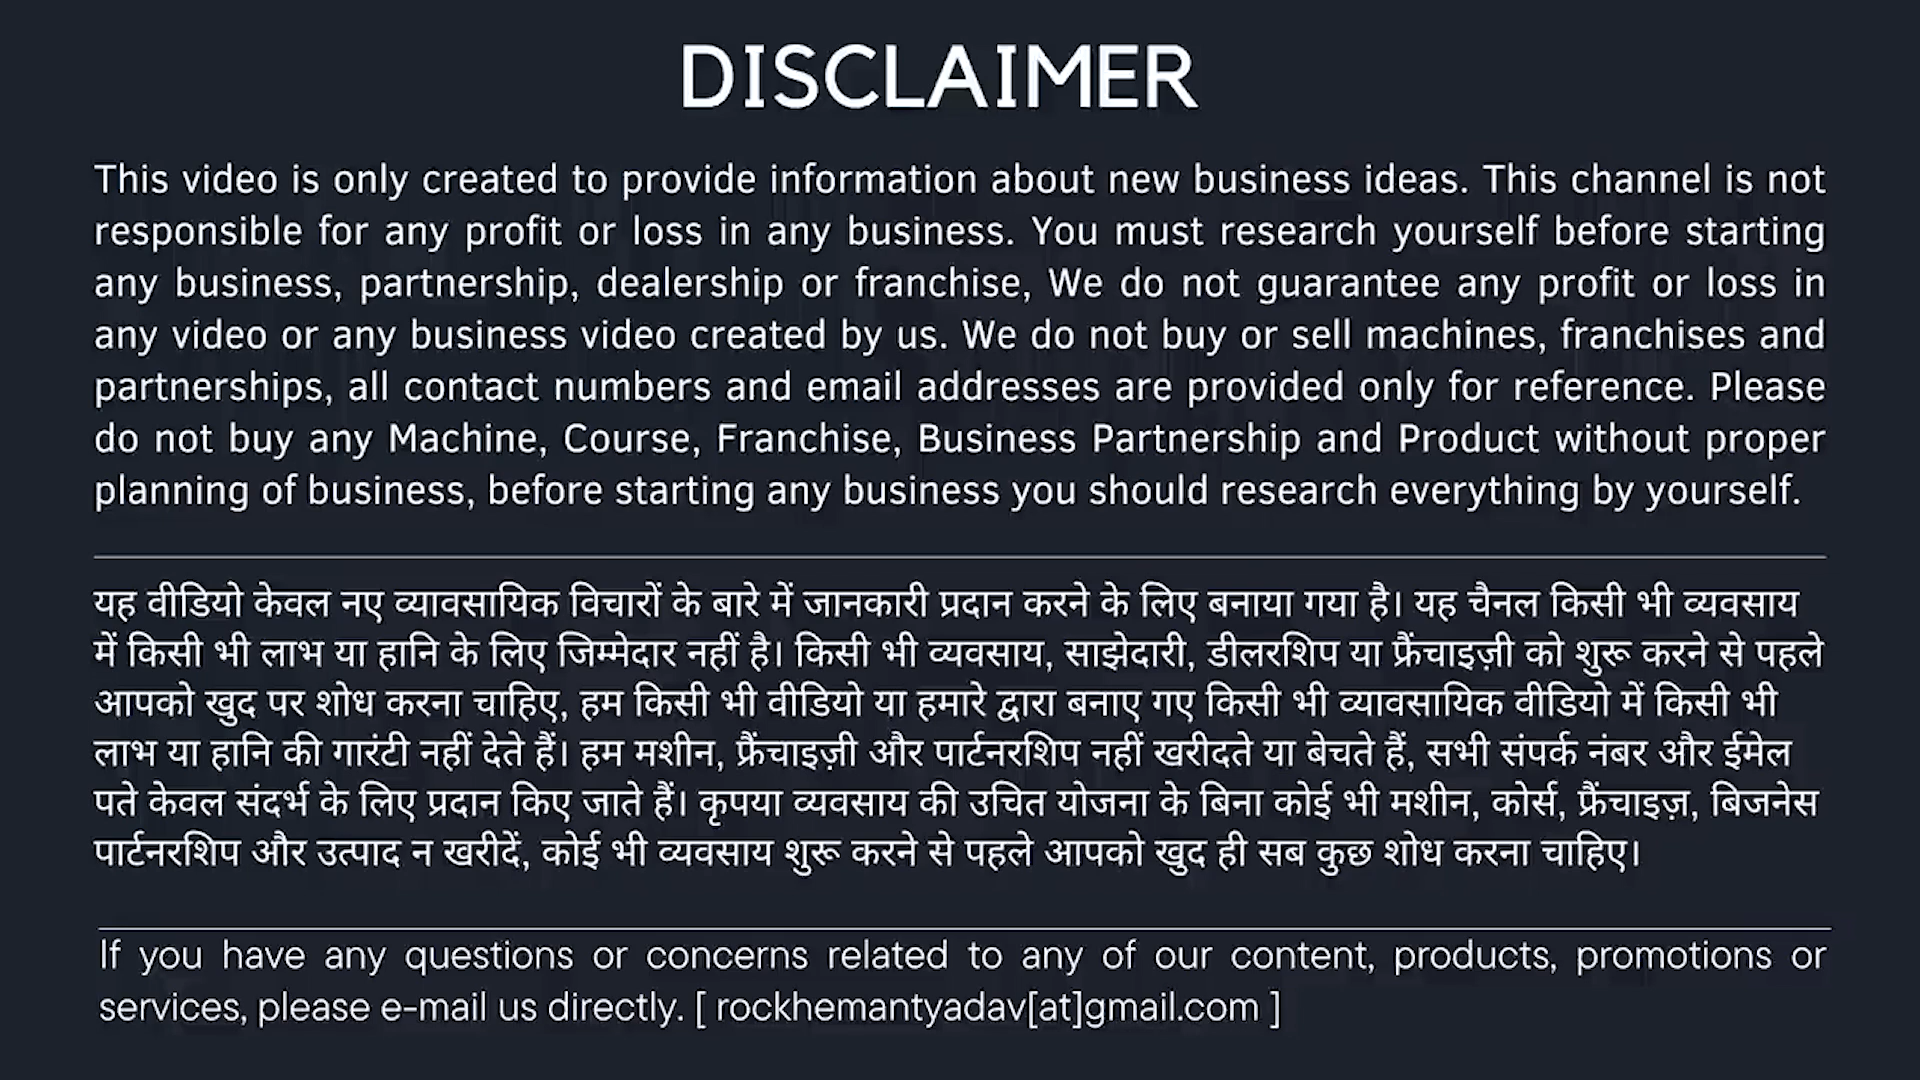 DISCLAIMER
This video is only created to provide information about new business ideas. This channel is not
responsible for any profit or loss in any business. You must research yourself before starting
any business, partnership, dealership or franchise, We do not guarantee any profit or loss in
any video or any business video created by us. We do not buy or sell machines, franchises and
partnerships, all contact numbers and email addresses are provided only for reference. Please
do not buy any Machine, Course, Franchise, Business Partnership and Product without proper
planning of business, before starting any business you should research everything by yourself.
यह वीडियो केवल नए व्यावसायिक विचारों के बारे में जानकारी प्रदान करने के लिए बनाया गया है। यह चैनल किसी भी व्यवसाय
में किसी भी लाभ या हानि के लिए जिम्मेदार नहीं है। किसी भी व्यवसाय, साझेदारी, डीलरशिप या फ्रैंचाइज़ी को शुरू करने से पहले
आपको खुद पर शोध करना चाहिए, हम किसी भी वीडियो या हमारे द्वारा बनाए गए किसी भी व्यावसायिक वीडियो में किसी भी
लाभ या हानि की गारंटी नहीं देते हैं। हम मशीन, फ्रैंचाइज़ी और पार्टनरशिप नहीं खरीदते या बेचते हैं, सभी संपर्क नंबर और ईमेल
पते केवल संदर्भ के लिए प्रदान किए जाते हैं। कृपया व्यवसाय की उचित योजना के बिना कोई भी मशीन, कोर्स, फ्रैंचाइज़, बिजनेस
पार्टनरशिप और उत्पाद न खरीदें, कोई भी व्यवसाय शुरू करने से पहले आपको खुद ही सब कुछ शोध करना चाहिए।
If you have any questions or concerns related to any of our content, products, promotions or
services, please e-mail us directly. [ rockhemantyadav[at]gmail.com ]